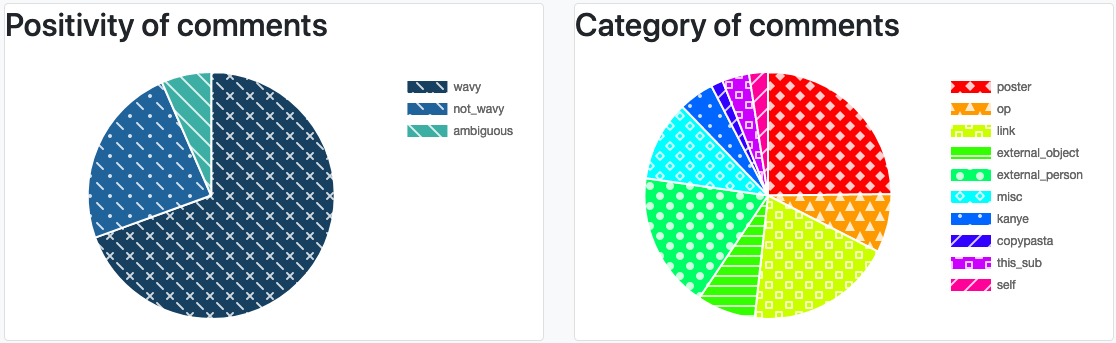 Positivity of comments
wavy
not_wavy
ambiguous
Category of comments
poster
op
link
external_object
external_person
misc
kanye
copypasta
this_sub
self